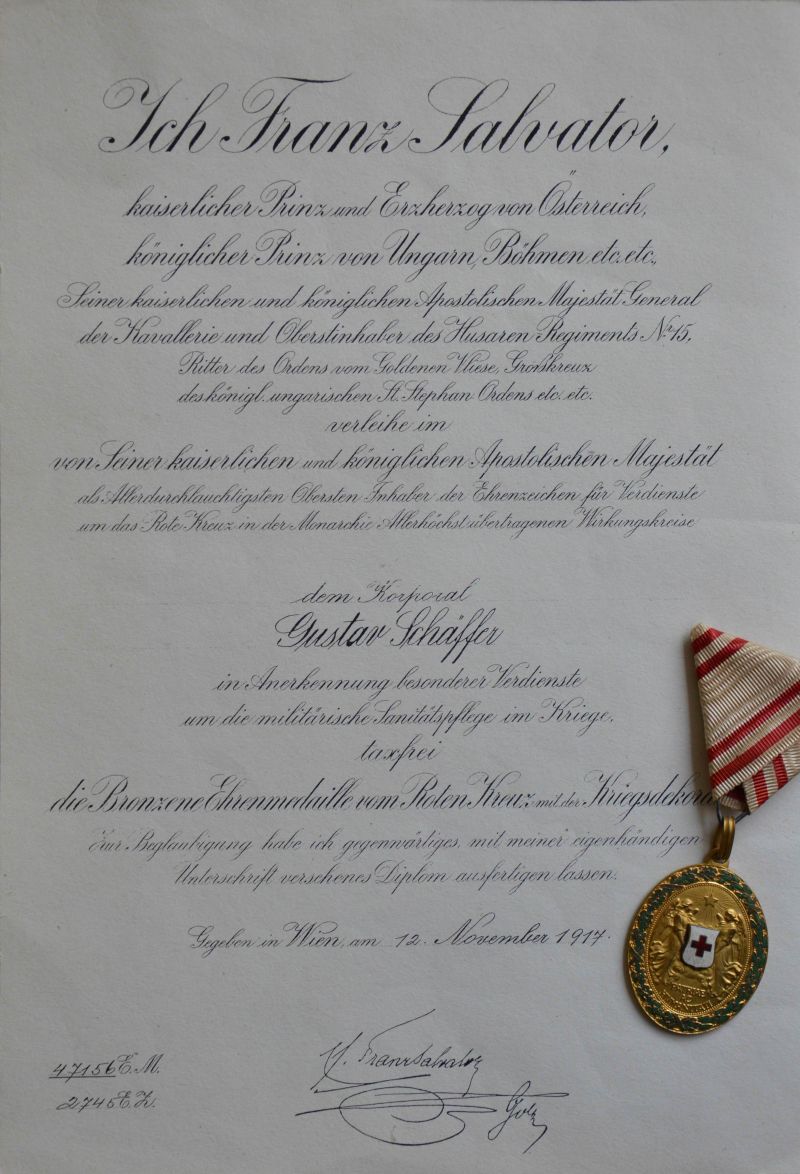 Ich Franz Salvator,
kaiserlicher Prinz und Erzherzog von Österreich,
königlicher Prinz von Ungarn, Böhmen etc. etc.,
Seiner kaiserlichen und königlichen Apostolischen Majestät General
der Kavallerie und Oberstinhaber des Husaren Regiments Nr. 15,
Ritter des Ordens vom Goldenen Vliese, Großkreuz
des königl. ungarischen St. Stephan Ordens etc. etc.
verleihe im
von Seiner kaiserlichen und königlichen Apostolischen Majestät
als Allerdurchlauchtigsten Obersten Inhaber der Ehrenzeichen für Verdienste
um das Rote Kreuz in der Monarchie Allerhöchst übertragenen Wirkungskreise
dem Korporal
Gustav Schäffer
in Anerkennung besonderer Verdienste
um die militärische Sanitätspflege im Kriege,
taxfrei
die Bronzene Ehrenmedaille vom Roten Kreuz mit der Kriegsdekora
Zur Beglaubigung habe ich gegenwärtiges, mit meiner eigenhändigen
Unterschrift versehenes Diplom ausfertigen lassen.
Gegeben in Wien, am 12. November 1917.
47156 E. M.
2745 E. Z.
Franz Salvator